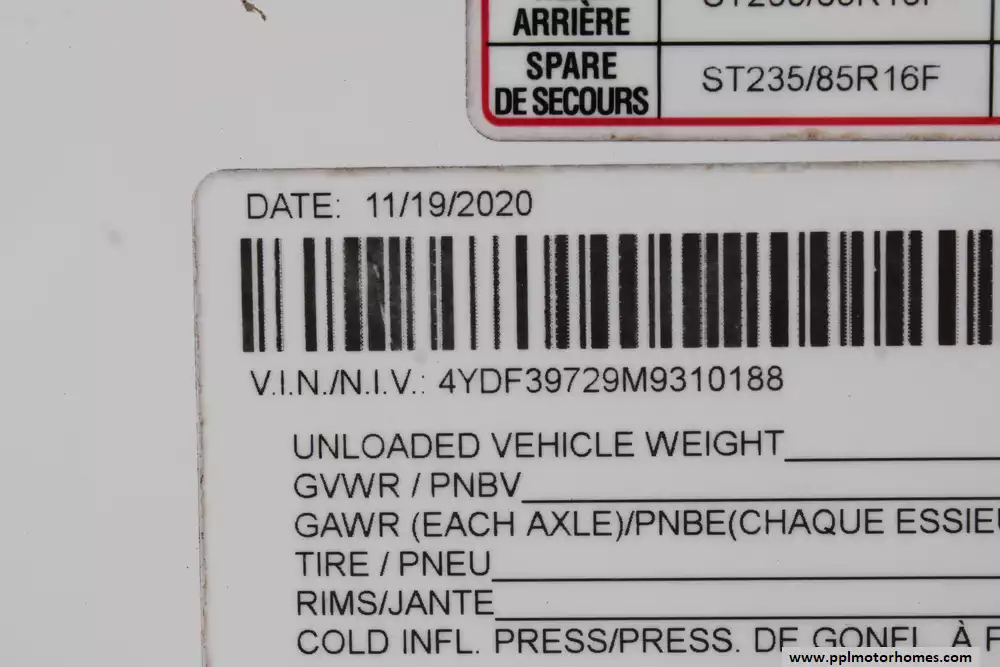 ARRIÈRE
SPARE
DE SECOURS
ST235/85R16F
DATE: 11/19/2020
V.I.N./N.I.V.: 4YDF39729M9310188
UNLOADED VEHICLE WEIGHT
GVWR / PNBV
GAWR (EACH AXLE)/PNBE(CHAQUE
TIRE / PNEU
RIMS/JANTE
COLD INFL. PRESS/PRESS. DE GONFL. À
www.pplmotorhomes.com